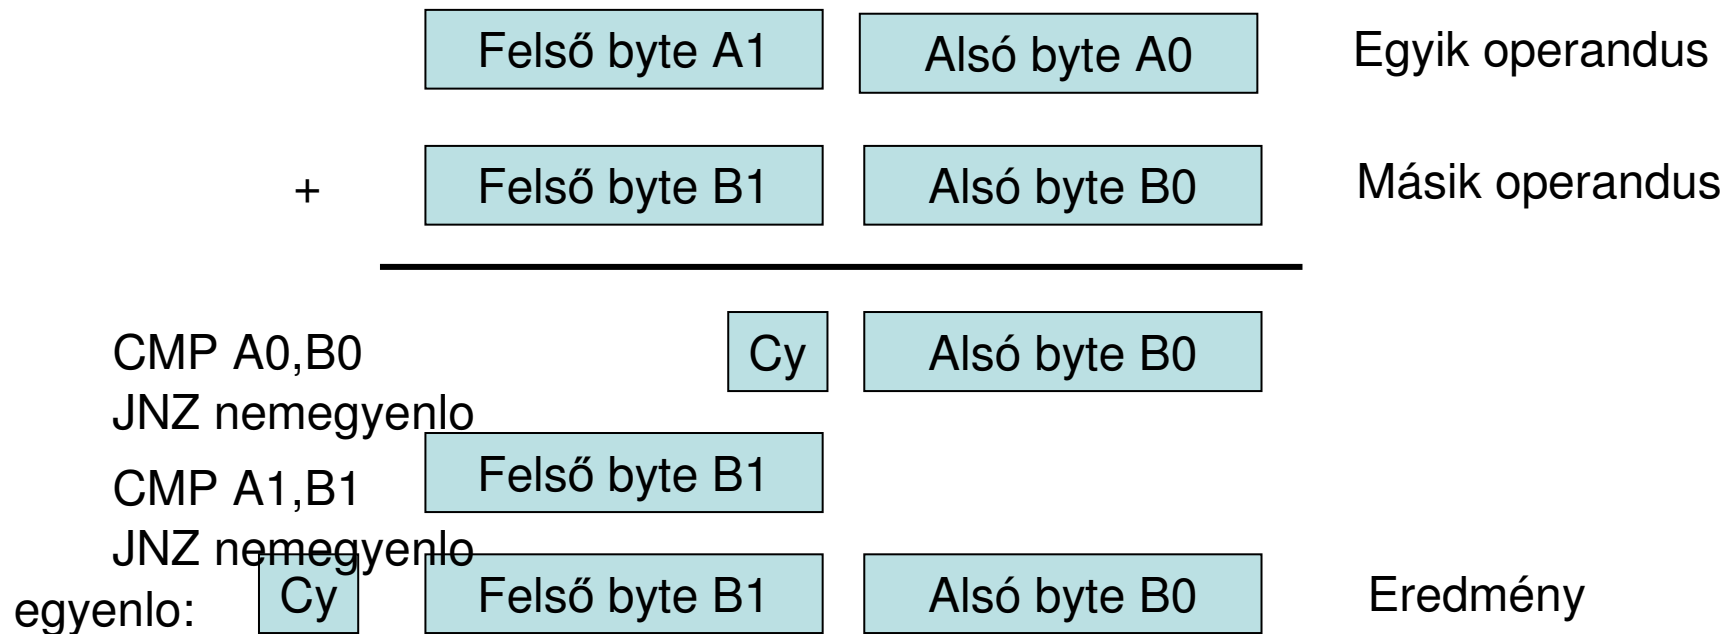 Felső byte A1 Alsó byte A0 Egyik operandus
+ Felső byte B1 Alsó byte B0 Másik operandus
CMP A0,B0 Cy Alsó byte B0
JNZ nemegyenlo
CMP A1,B1 Felső byte B1
JNZ nemegyenlo
egyenlo: Cy Felső byte B1 Alsó byte B0 Eredmény